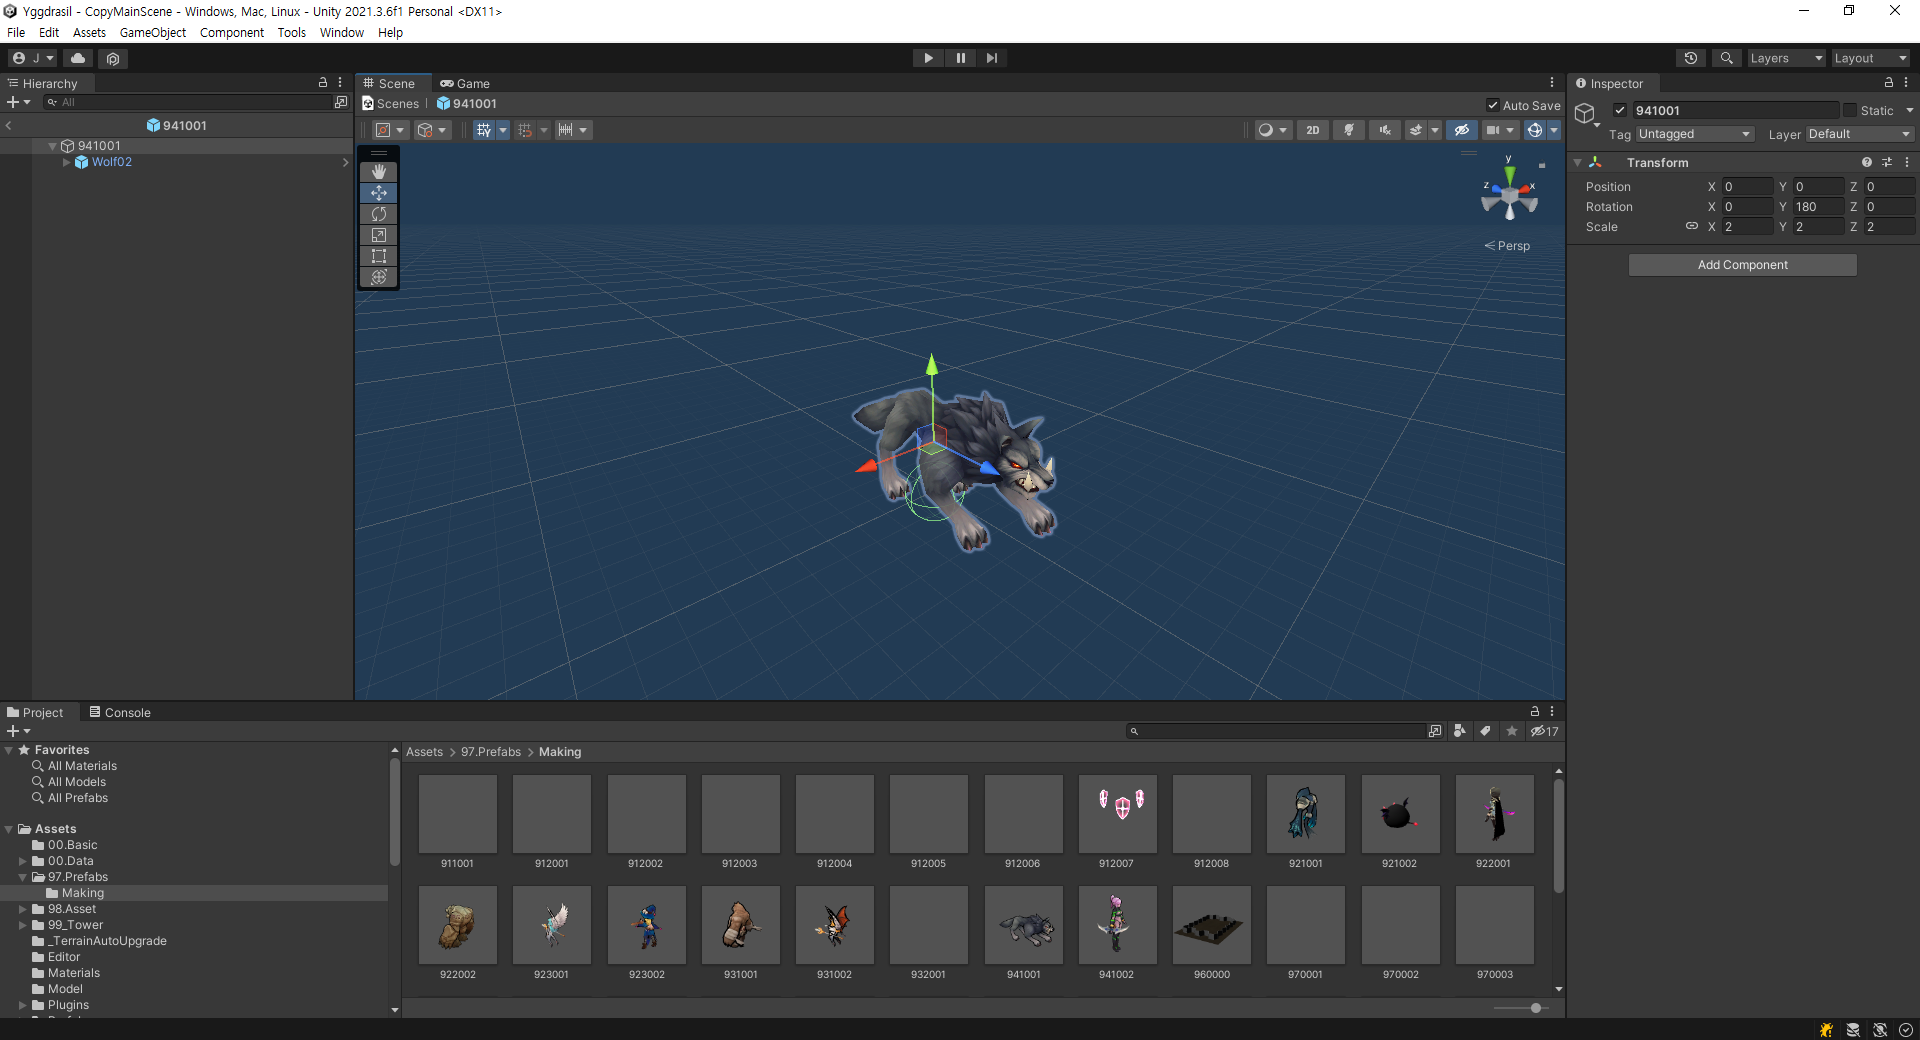 Yggdrasil - CopyMainScene - Windows, Mac, Linux - Unity 2021.3.6f1 Personal <DX11>
File Edit Assets GameObject Component Tools Window Help
J Layers Layout
Hierarchy
All
941001
941001
Wolf02
Scene Game
Scenes 941001 Auto Save
2D
y
z x
Persp
Inspector
941001 Static
Tag Untagged Layer Default
Transform
Position X 0 Y 0 Z 0
Rotation X 0 Y 180 Z 0
Scale X 2 Y 2 Z 2
Add Component
Project Console
17
Favorites
All Materials
All Models
All Prefabs
Assets
00.Basic
00.Data
97.Prefabs
Making
98.Asset
99_Tower
_TerrainAutoUpgrade
Editor
Materials
Model
Plugins
Assets > 97.Prefabs > Making
911001 912001 912002 912003 912004 912005 912006 912007 912008 921001 921002 922001
922002 923001 923002 931001 931002 932001 941001 941002 960000 970001 970002 970003